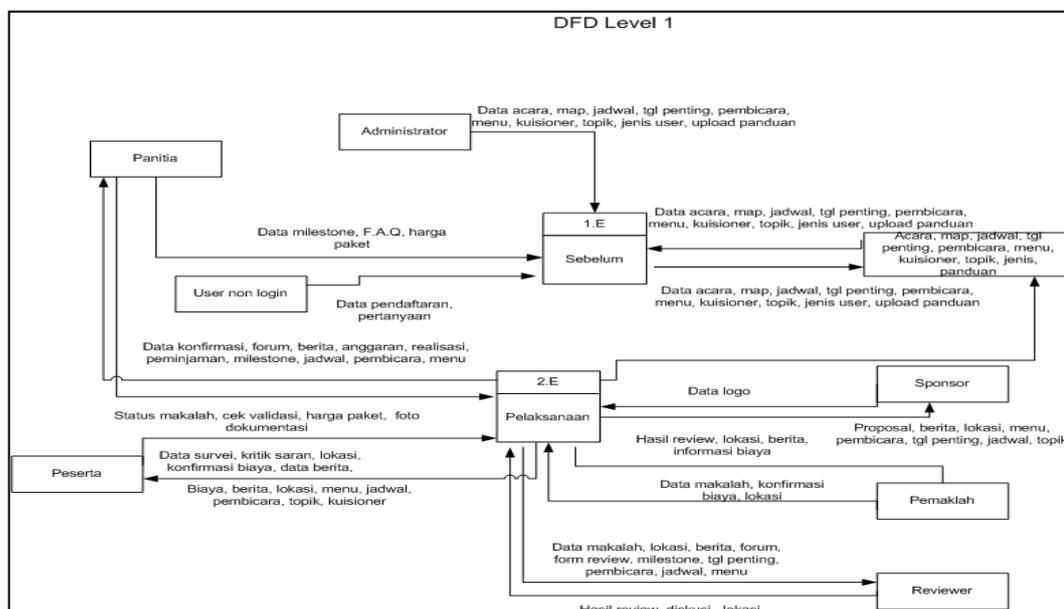 DFD Level 1
Data acara, map, jadwal, tgl penting, pembicara,
menu, kuisioner, topik, jenis user, upload panduan
Administrator
Panitia
1.E
Sebelum
Data acara, map, jadwal, tgl penting, pembicara,
menu, kuisioner, topik, jenis user, upload panduan
Acara, map, jadwal, tgl
penting, pembicara, menu,
kuisioner, topik, jenis,
panduan
Data milestone, F.A.Q, harga
paket
User non login
Data pendaftaran,
pertanyaan
Data acara, map, jadwal, tgl penting, pembicara,
menu, kuisioner, topik, jenis user, upload panduan
Data konfirmasi, forum, berita, anggaran, realisasi,
peminjaman, milestone, jadwal, pembicara, menu
2.E
Pelaksanaan
Data logo
Sponsor
Status makalah, cek validasi, harga paket, foto
dokumentasi
Proposal, berita, lokasi, menu,
pembicara, tgl penting, jadwal, topik
Peserta
Data survei, kritik saran, lokasi,
konfirmasi biaya, data berita,
Hasil review, lokasi, berita,
informasi biaya
Biaya, berita, lokasi, menu, jadwal,
pembicara, topik, kuisioner
Data makalah, konfirmasi
biaya, lokasi
Pemaklah
Data makalah, lokasi, berita, forum,
form review, milestone, tgl penting,
pembicara, jadwal, menu
Reviewer
Hasil review, diskusi, lokasi